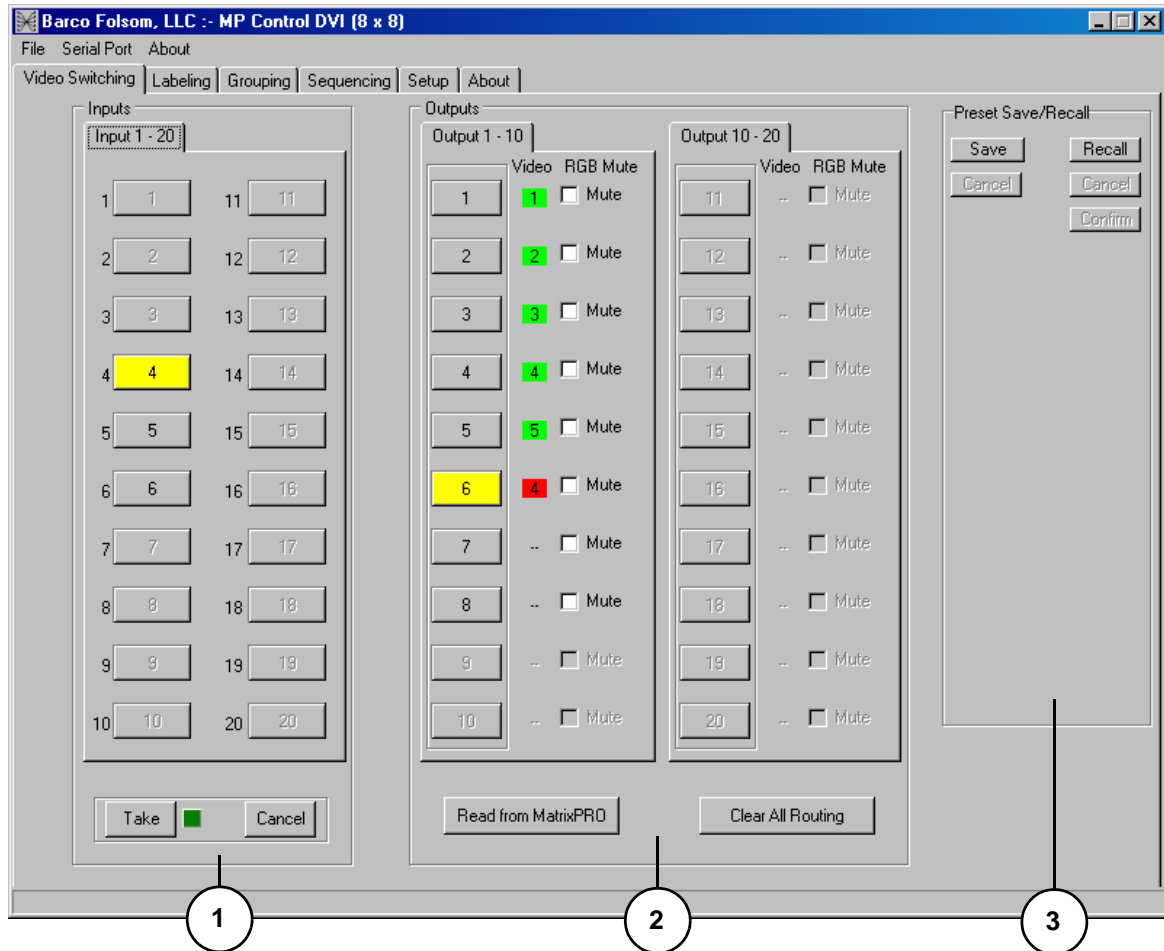 Barco Folsom, LLC :- MP Control DVI (8 x 8)
File Serial Port About
Video Switching Labeling Grouping Sequencing Setup About
Inputs
Input 1 - 20
1 1 11 11
2 2 12 12
3 3 13 13
4 4 14 14
5 5 15 15
6 6 16 16
7 7 17 17
8 8 18 18
9 9 19 19
10 10 20 20
Take Cancel
Outputs
Output 1 - 10
Video RGB Mute
1 1 Mute
2 2 Mute
3 3 Mute
4 4 Mute
5 5 Mute
6 4 Mute
7 -- Mute
8 -- Mute
9 -- Mute
10 -- Mute
Output 10 - 20
Video RGB Mute
11 -- Mute
12 -- Mute
13 -- Mute
14 -- Mute
15 -- Mute
16 -- Mute
17 -- Mute
18 -- Mute
19 -- Mute
20 -- Mute
Read from MatrixPRO Clear All Routing
Preset Save/Recall
Save Recall
Cancel Cancel
Confirm
1 2 3